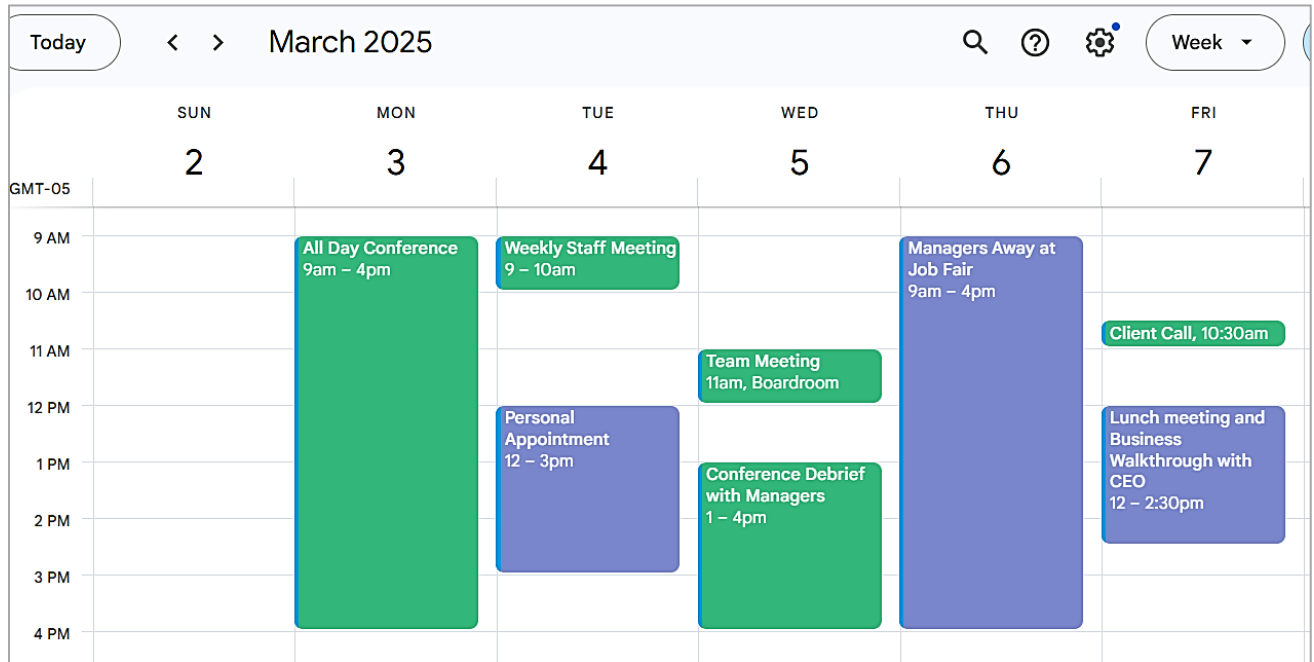 Today
March 2025
Week
SUN MON TUE WED THU FRI
2 3 4 5 6 7
GMT-05
9 AM
10 AM
11 AM
12 PM
1 PM
2 PM
3 PM
4 PM
All Day Conference
9am – 4pm
Weekly Staff Meeting
9 – 10am
Personal
Appointment
12 – 3pm
Team Meeting
11am, Boardroom
Conference Debrief
with Managers
1 – 4pm
Managers Away at
Job Fair
9am – 4pm
Client Call, 10:30am
Lunch meeting and
Business
Walkthrough with
CEO
12 – 2:30pm